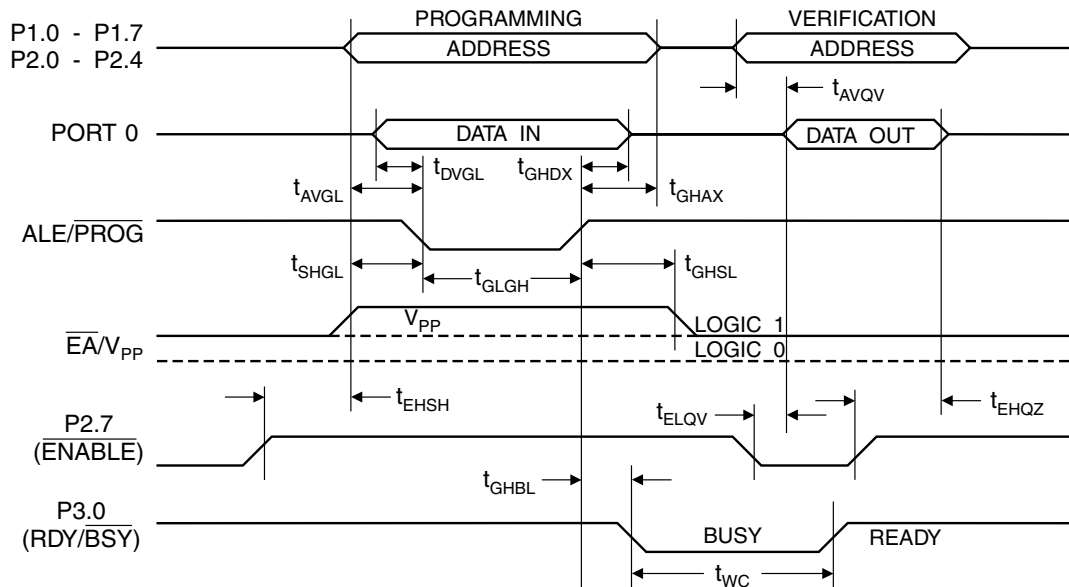 PROGRAMMING VERIFICATION
P1.0 - P1.7
P2.0 - P2.4
ADDRESS ADDRESS
tAVQV
PORT 0 DATA IN DATA OUT
tDVGL tGHDX
tAVGL tGHAX
ALE/PROG
tSHGL tGLGH tGHSL
VPP LOGIC 1
EA/VPP
LOGIC 0
tEHSH tELQV tEHQZ
P2.7
(ENABLE)
tGHBL
P3.0
(RDY/BSY) BUSY READY
tWC